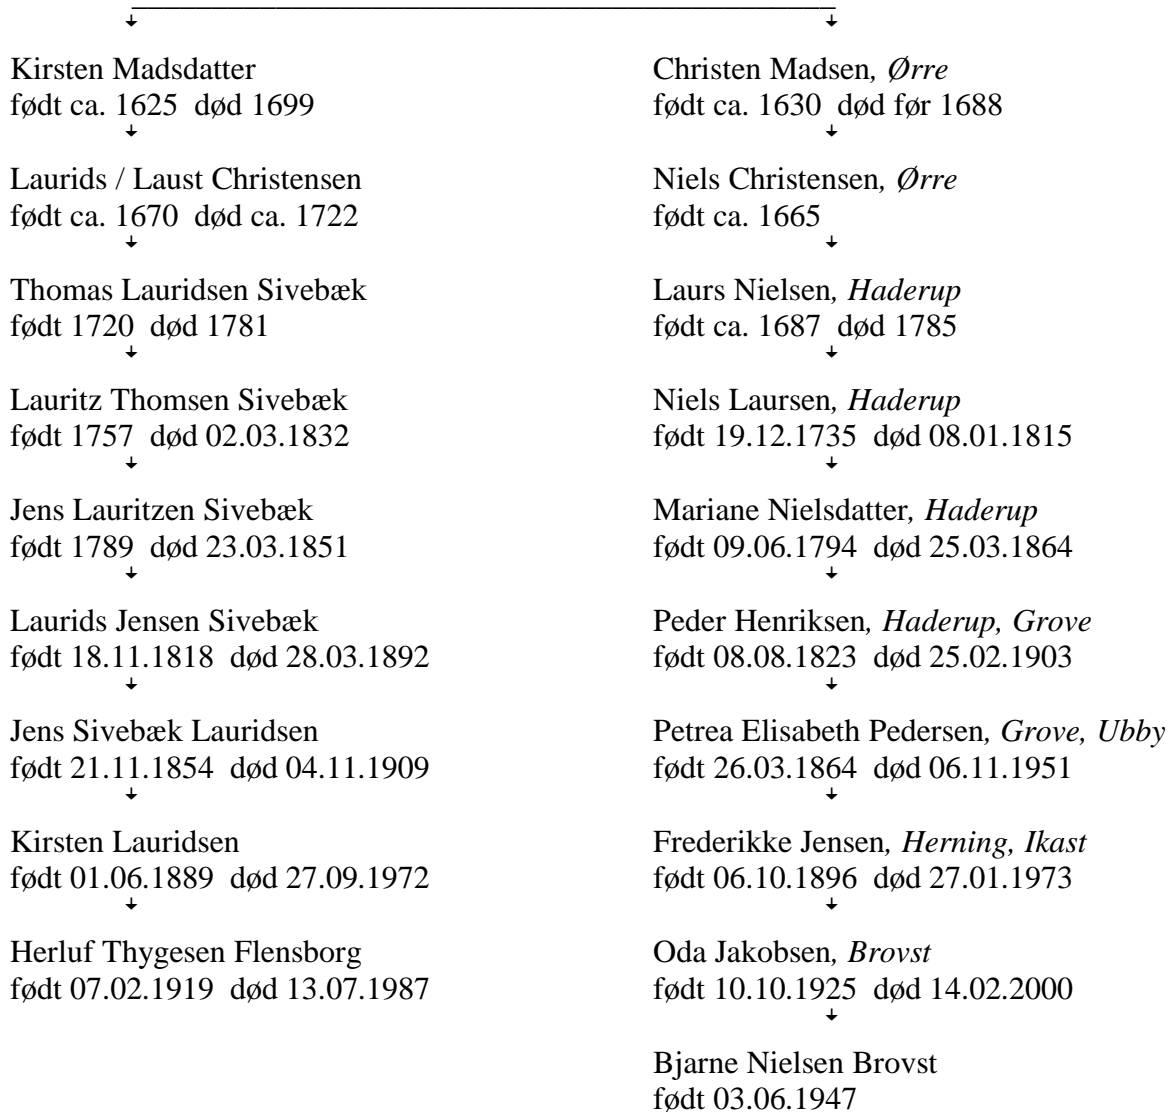 Kirsten Madsdatter
født ca. 1625 død 1699
Laurids / Laust Christensen
født ca. 1670 død ca. 1722
Thomas Lauridsen Sivebæk
født 1720 død 1781
Lauritz Thomsen Sivebæk
født 1757 død 02.03.1832
Jens Lauritzen Sivebæk
født 1789 død 23.03.1851
Laurids Jensen Sivebæk
født 18.11.1818 død 28.03.1892
Jens Sivebæk Lauridsen
født 21.11.1854 død 04.11.1909
Kirsten Lauridsen
født 01.06.1889 død 27.09.1972
Herluf Thygesen Flensborg
født 07.02.1919 død 13.07.1987
Christen Madsen, Ørre
født ca. 1630 død før 1688
Niels Christensen, Ørre
født ca. 1665
Laurs Nielsen, Haderup
født ca. 1687 død 1785
Niels Laursen, Haderup
født 19.12.1735 død 08.01.1815
Mariane Nielsdatter, Haderup
født 09.06.1794 død 25.03.1864
Peder Henriksen, Haderup, Grove
født 08.08.1823 død 25.02.1903
Petrea Elisabeth Pedersen, Grove, Ubby
født 26.03.1864 død 06.11.1951
Frederikke Jensen, Herning, Ikast
født 06.10.1896 død 27.01.1973
Oda Jakobsen, Brovst
født 10.10.1925 død 14.02.2000
Bjarne Nielsen Brovst
født 03.06.1947